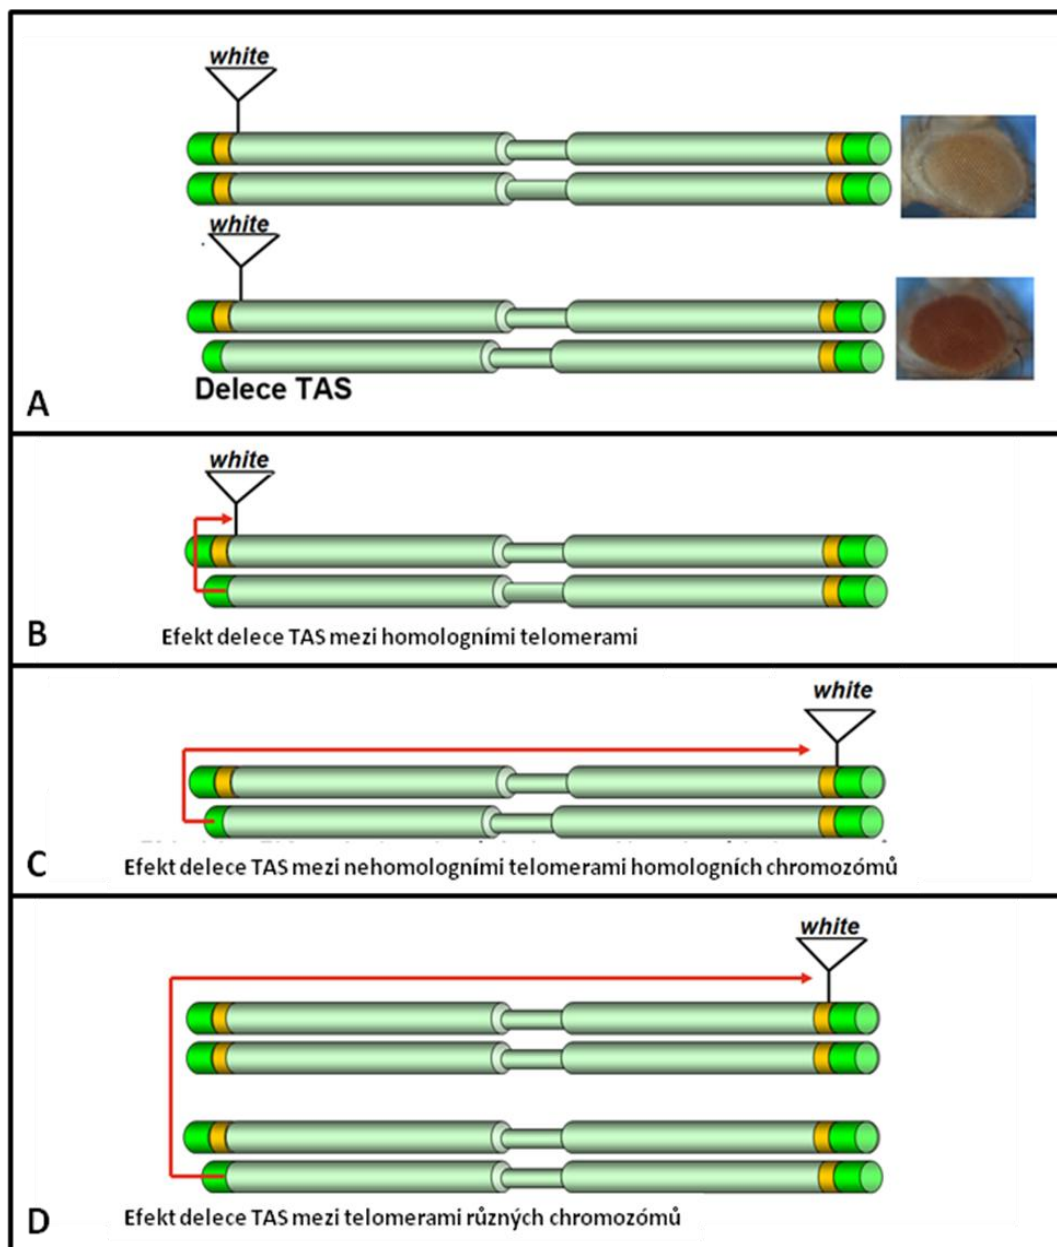 white
white
Delece TAS
A
white
B
Efekt delece TAS mezi homologními telomerami
white
C
Efekt delece TAS mezi nehomologními telomerami homologních chromozómů
white
D
Efekt delece TAS mezi telomerami různých chromozómů